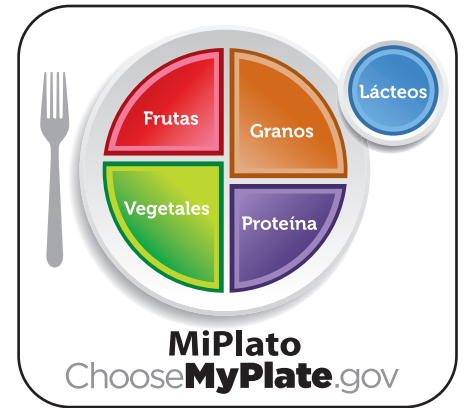 Frutas
Granos
Lácteos
Vegetales
Proteína
MiPlato
ChooseMyPlate.gov